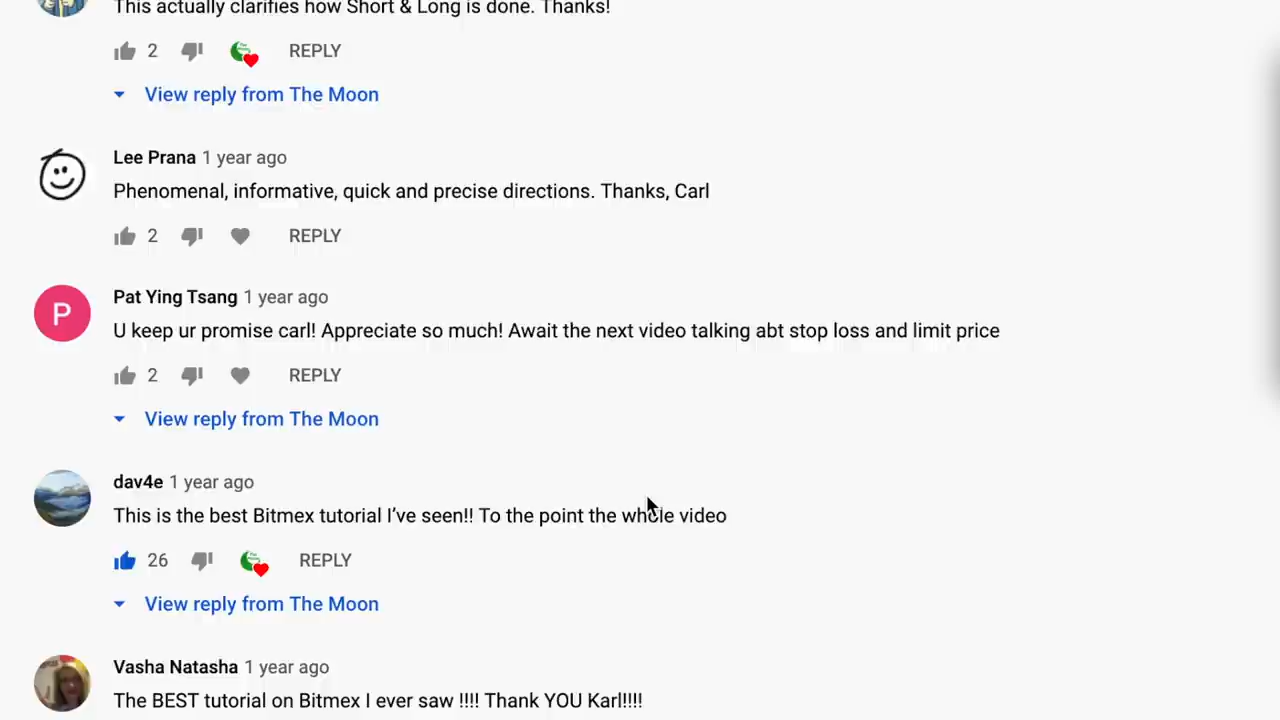 This actually clarifies how Short & Long is done. Thanks!
2 REPLY
View reply from The Moon
Lee Prana 1 year ago
Phenomenal, informative, quick and precise directions. Thanks, Carl
2 REPLY
P
Pat Ying Tsang 1 year ago
U keep ur promise carl! Appreciate so much! Await the next video talking abt stop loss and limit price
2 REPLY
View reply from The Moon
dav4e 1 year ago
This is the best Bitmex tutorial I've seen!! To the point the whole video
26 REPLY
View reply from The Moon
Vasha Natasha 1 year ago
The BEST tutorial on Bitmex I ever saw !!!! Thank YOU Karl!!!!